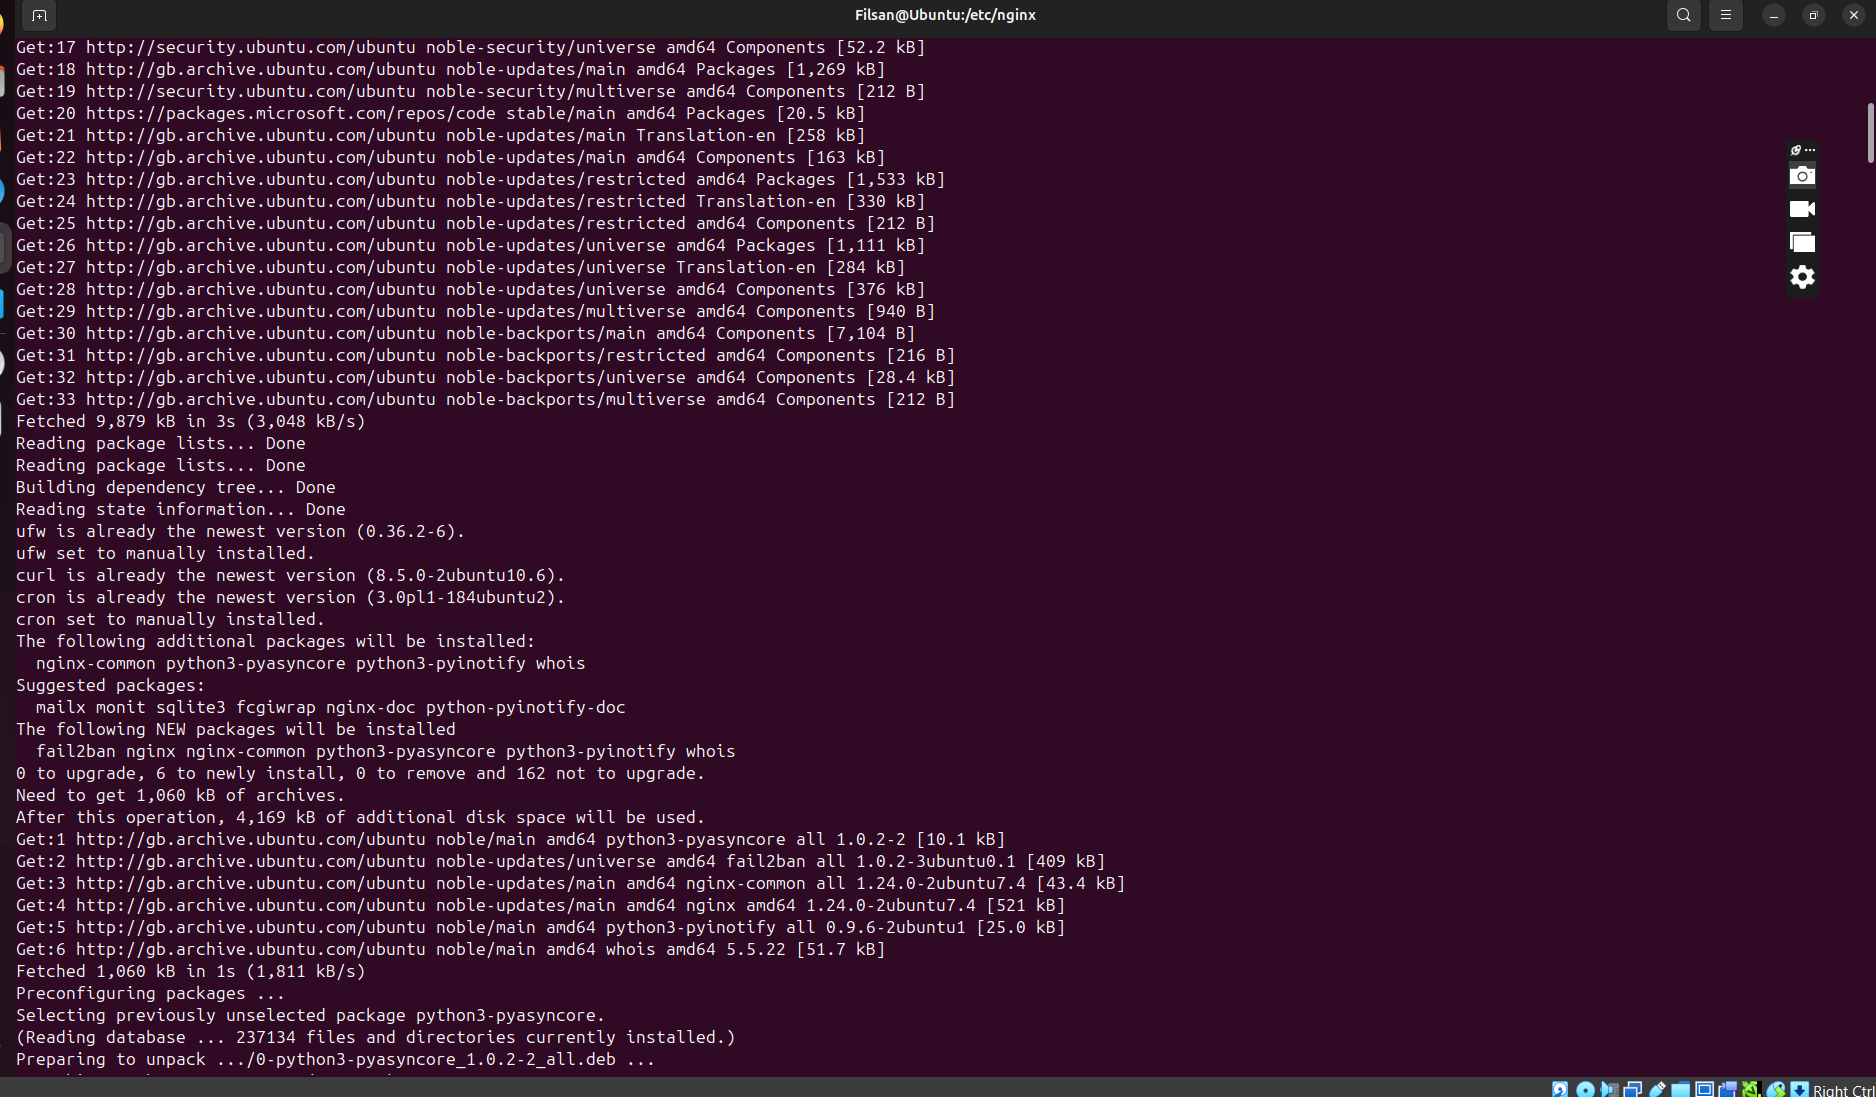 Filsan@Ubuntu:/etc/nginx
Get:17 http://security.ubuntu.com/ubuntu noble-security/universe amd64 Components [52.2 kB]
Get:18 http://gb.archive.ubuntu.com/ubuntu noble-updates/main amd64 Packages [1,269 kB]
Get:19 http://security.ubuntu.com/ubuntu noble-security/multiverse amd64 Components [212 B]
Get:20 https://packages.microsoft.com/repos/code stable/main amd64 Packages [20.5 kB]
Get:21 http://gb.archive.ubuntu.com/ubuntu noble-updates/main Translation-en [258 kB]
Get:22 http://gb.archive.ubuntu.com/ubuntu noble-updates/main amd64 Components [163 kB]
Get:23 http://gb.archive.ubuntu.com/ubuntu noble-updates/restricted amd64 Packages [1,533 kB]
Get:24 http://gb.archive.ubuntu.com/ubuntu noble-updates/restricted Translation-en [330 kB]
Get:25 http://gb.archive.ubuntu.com/ubuntu noble-updates/restricted amd64 Components [212 B]
Get:26 http://gb.archive.ubuntu.com/ubuntu noble-updates/universe amd64 Packages [1,111 kB]
Get:27 http://gb.archive.ubuntu.com/ubuntu noble-updates/universe Translation-en [284 kB]
Get:28 http://gb.archive.ubuntu.com/ubuntu noble-updates/universe amd64 Components [376 kB]
Get:29 http://gb.archive.ubuntu.com/ubuntu noble-updates/multiverse amd64 Components [940 B]
Get:30 http://gb.archive.ubuntu.com/ubuntu noble-backports/main amd64 Components [7,104 B]
Get:31 http://gb.archive.ubuntu.com/ubuntu noble-backports/restricted amd64 Components [216 B]
Get:32 http://gb.archive.ubuntu.com/ubuntu noble-backports/universe amd64 Components [28.4 kB]
Get:33 http://gb.archive.ubuntu.com/ubuntu noble-backports/multiverse amd64 Components [212 B]
Fetched 9,879 kB in 3s (3,048 kB/s)
Reading package lists... Done
Reading package lists... Done
Building dependency tree... Done
Reading state information... Done
ufw is already the newest version (0.36.2-6).
ufw set to manually installed.
curl is already the newest version (8.5.0-2ubuntu10.6).
cron is already the newest version (3.0pl1-184ubuntu2).
cron set to manually installed.
The following additional packages will be installed:
  nginx-common python3-pyasyncore python3-pyinotify whois
Suggested packages:
  mailx monit sqlite3 fcgiwrap nginx-doc python-pyinotify-doc
The following NEW packages will be installed
  fail2ban nginx nginx-common python3-pyasyncore python3-pyinotify whois
0 to upgrade, 6 to newly install, 0 to remove and 162 not to upgrade.
Need to get 1,060 kB of archives.
After this operation, 4,169 kB of additional disk space will be used.
Get:1 http://gb.archive.ubuntu.com/ubuntu noble/main amd64 python3-pyasyncore all 1.0.2-2 [10.1 kB]
Get:2 http://gb.archive.ubuntu.com/ubuntu noble-updates/universe amd64 fail2ban all 1.0.2-3ubuntu0.1 [409 kB]
Get:3 http://gb.archive.ubuntu.com/ubuntu noble-updates/main amd64 nginx-common all 1.24.0-2ubuntu7.4 [43.4 kB]
Get:4 http://gb.archive.ubuntu.com/ubuntu noble-updates/main amd64 nginx amd64 1.24.0-2ubuntu7.4 [521 kB]
Get:5 http://gb.archive.ubuntu.com/ubuntu noble/main amd64 python3-pyinotify all 0.9.6-2ubuntu1 [25.0 kB]
Get:6 http://gb.archive.ubuntu.com/ubuntu noble/main amd64 whois amd64 5.5.22 [51.7 kB]
Fetched 1,060 kB in 1s (1,811 kB/s)
Preconfiguring packages ...
Selecting previously unselected package python3-pyasyncore.
(Reading database ... 237134 files and directories currently installed.)
Preparing to unpack .../0-python3-pyasyncore_1.0.2-2_all.deb ...
Right Ctrl